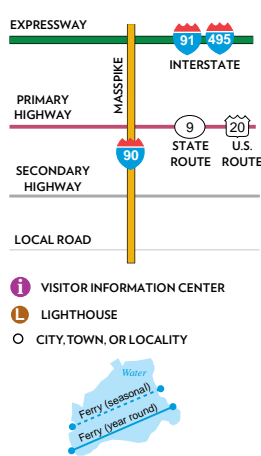 EXPRESSWAY
91 495
INTERSTATE
MASSPIKE
PRIMARY
HIGHWAY
9 20
STATE
ROUTE
U.S.
ROUTE
90
SECONDARY
HIGHWAY
LOCAL ROAD
i VISITOR INFORMATION CENTER
L LIGHTHOUSE
CITY, TOWN, OR LOCALITY
Water
Ferry (seasonal)
Ferry (year round)